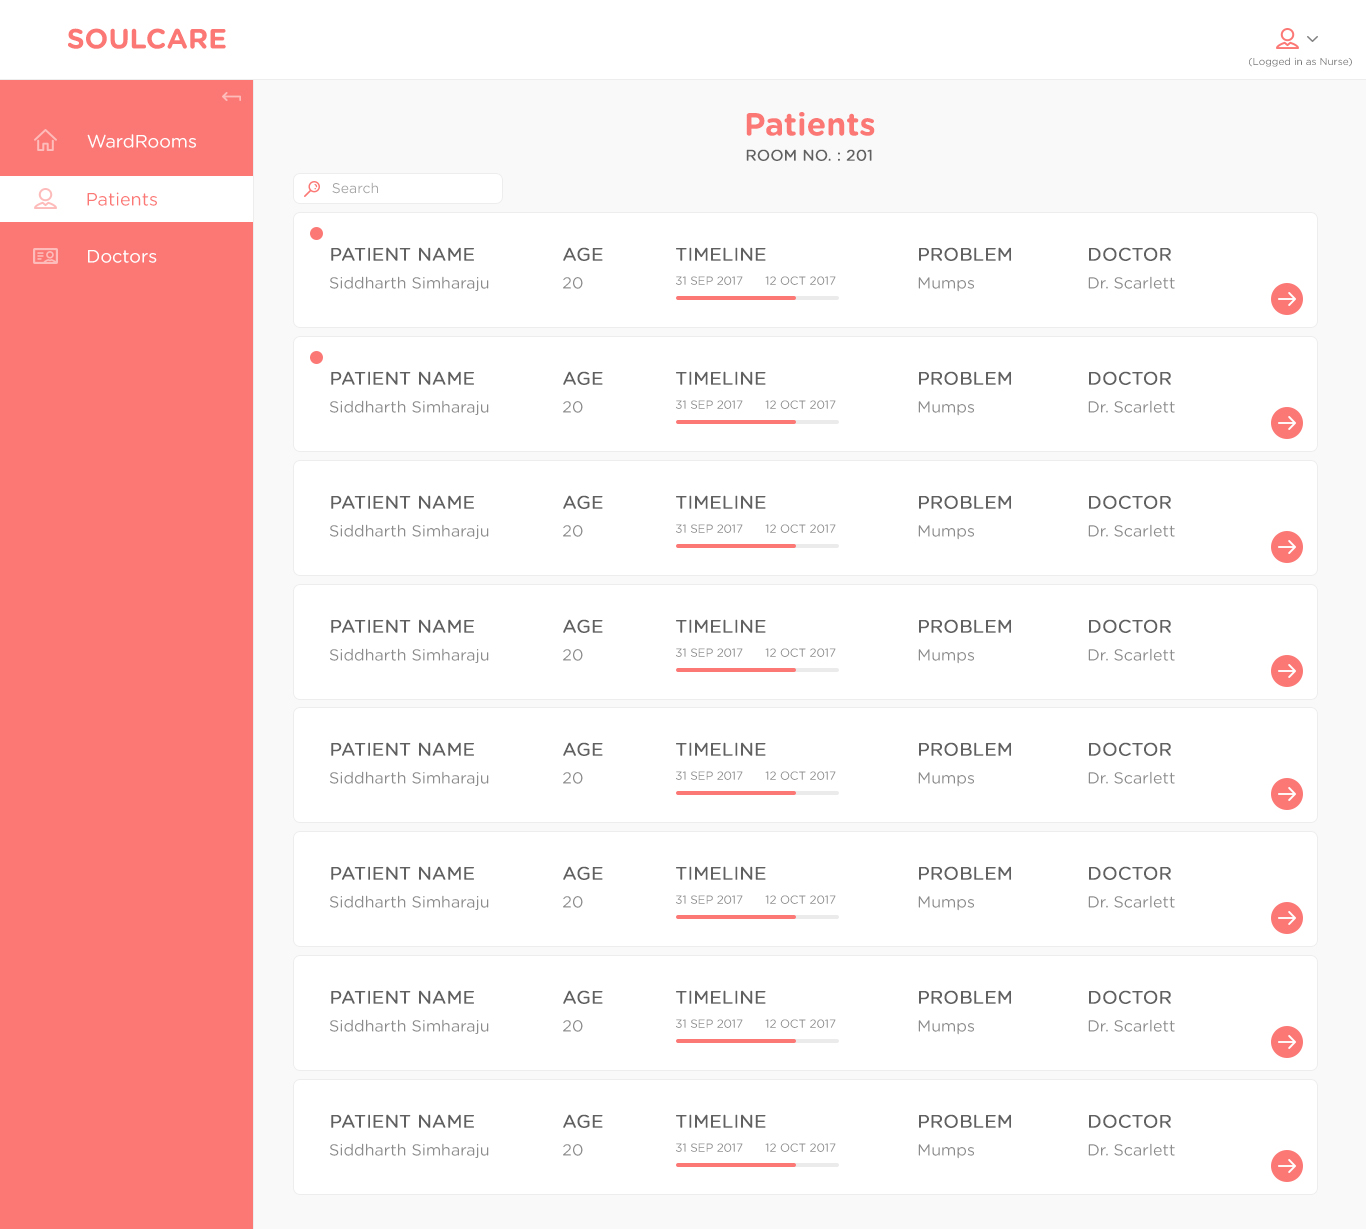 SOULCARE
(Logged in as Nurse)
WardRooms
Patients
Doctors
Patients
ROOM NO. : 201
Search
PATIENT NAME AGE TIMELINE PROBLEM DOCTOR
Siddharth Simharaju 20 31 SEP 2017 12 OCT 2017 Mumps Dr. Scarlett
PATIENT NAME AGE TIMELINE PROBLEM DOCTOR
Siddharth Simharaju 20 31 SEP 2017 12 OCT 2017 Mumps Dr. Scarlett
PATIENT NAME AGE TIMELINE PROBLEM DOCTOR
Siddharth Simharaju 20 31 SEP 2017 12 OCT 2017 Mumps Dr. Scarlett
PATIENT NAME AGE TIMELINE PROBLEM DOCTOR
Siddharth Simharaju 20 31 SEP 2017 12 OCT 2017 Mumps Dr. Scarlett
PATIENT NAME AGE TIMELINE PROBLEM DOCTOR
Siddharth Simharaju 20 31 SEP 2017 12 OCT 2017 Mumps Dr. Scarlett
PATIENT NAME AGE TIMELINE PROBLEM DOCTOR
Siddharth Simharaju 20 31 SEP 2017 12 OCT 2017 Mumps Dr. Scarlett
PATIENT NAME AGE TIMELINE PROBLEM DOCTOR
Siddharth Simharaju 20 31 SEP 2017 12 OCT 2017 Mumps Dr. Scarlett
PATIENT NAME AGE TIMELINE PROBLEM DOCTOR
Siddharth Simharaju 20 31 SEP 2017 12 OCT 2017 Mumps Dr. Scarlett